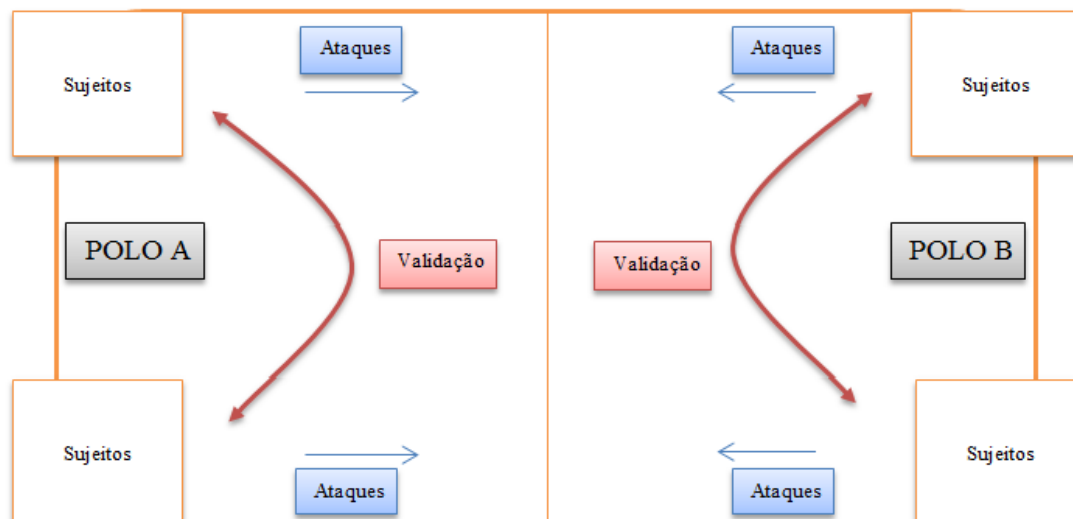 Ataques
Ataques
Sujeitos
Sujeitos
POLO A
Validação
Validação
POLO B
Sujeitos
Sujeitos
Ataques
Ataques